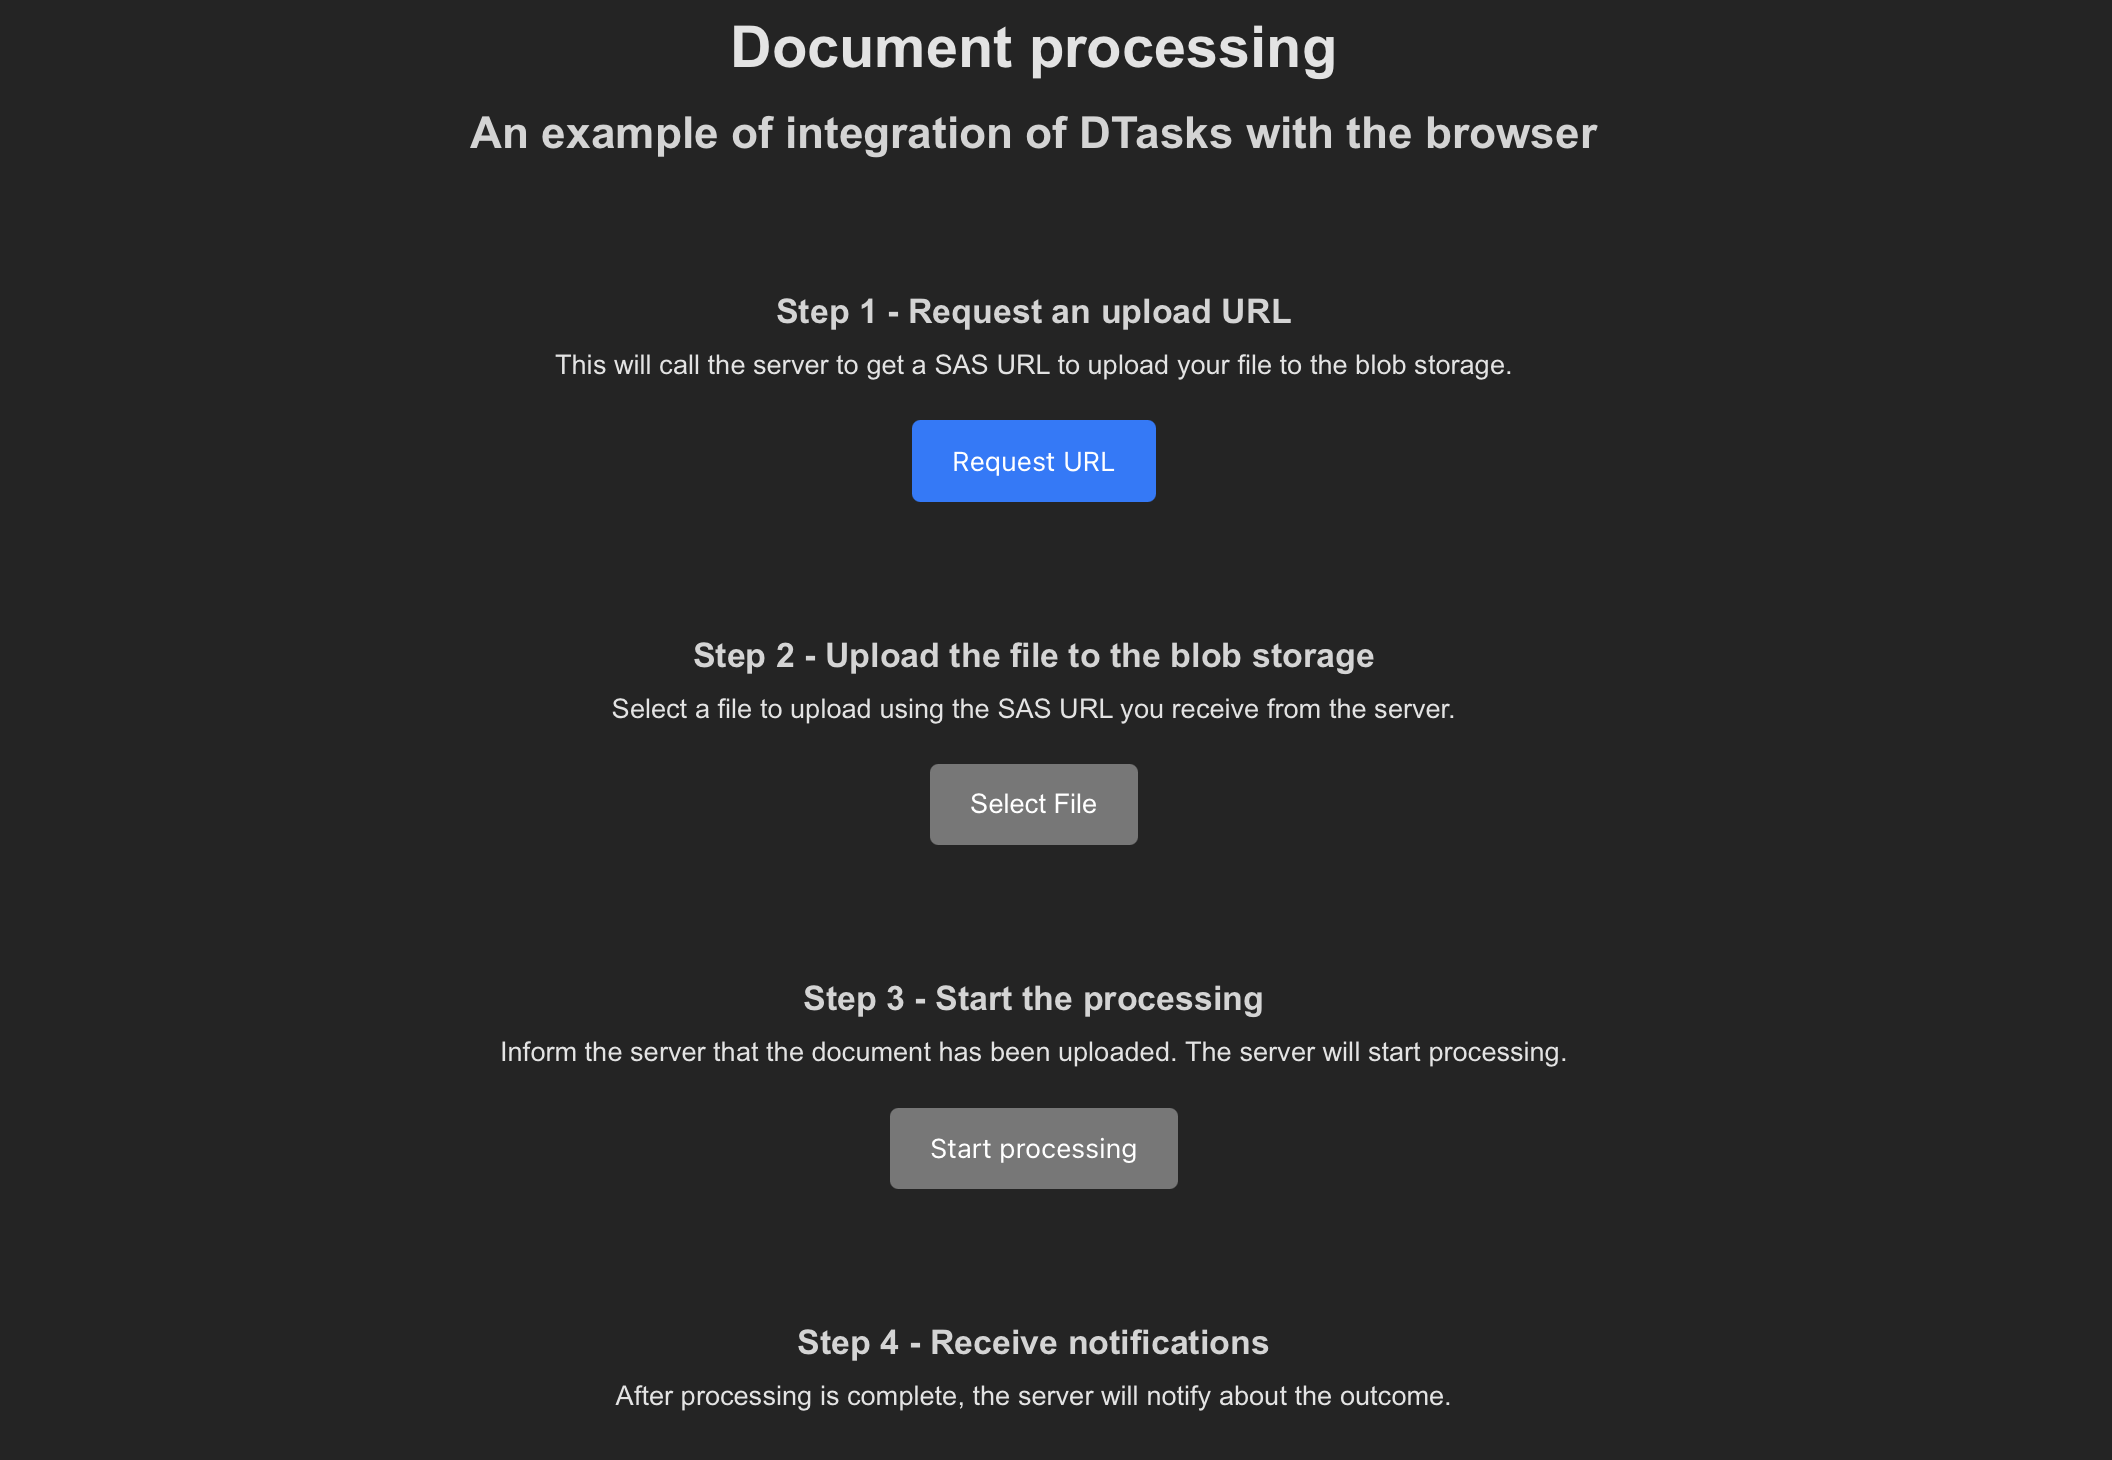 Document processing
An example of integration of DTasks with the browser
Step 1 - Request an upload URL
This will call the server to get a SAS URL to upload your file to the blob storage.
Request URL
Step 2 - Upload the file to the blob storage
Select a file to upload using the SAS URL you receive from the server.
Select File
Step 3 - Start the processing
Inform the server that the document has been uploaded. The server will start processing.
Start processing
Step 4 - Receive notifications
After processing is complete, the server will notify about the outcome.